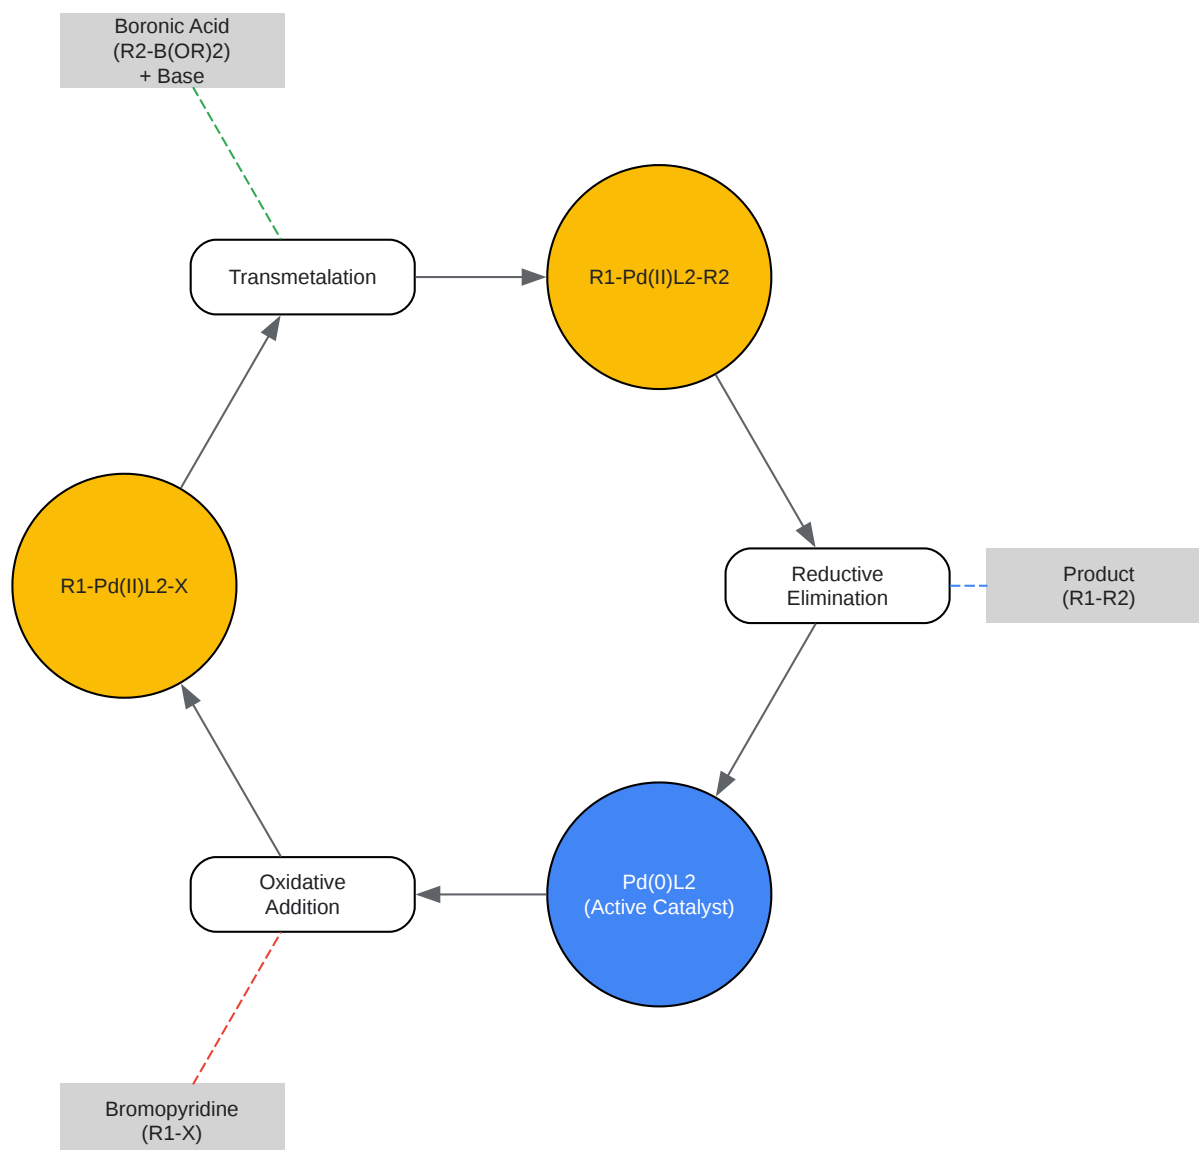 Boronic Acid
(R2-B(OR)2)
+ Base
Transmetalation
R1-Pd(II)L2-R2
R1-Pd(II)L2-X
Reductive
Elimination
Product
(R1-R2)
Oxidative
Addition
Pd(0)L2
(Active Catalyst)
Bromopyridine
(R1-X)